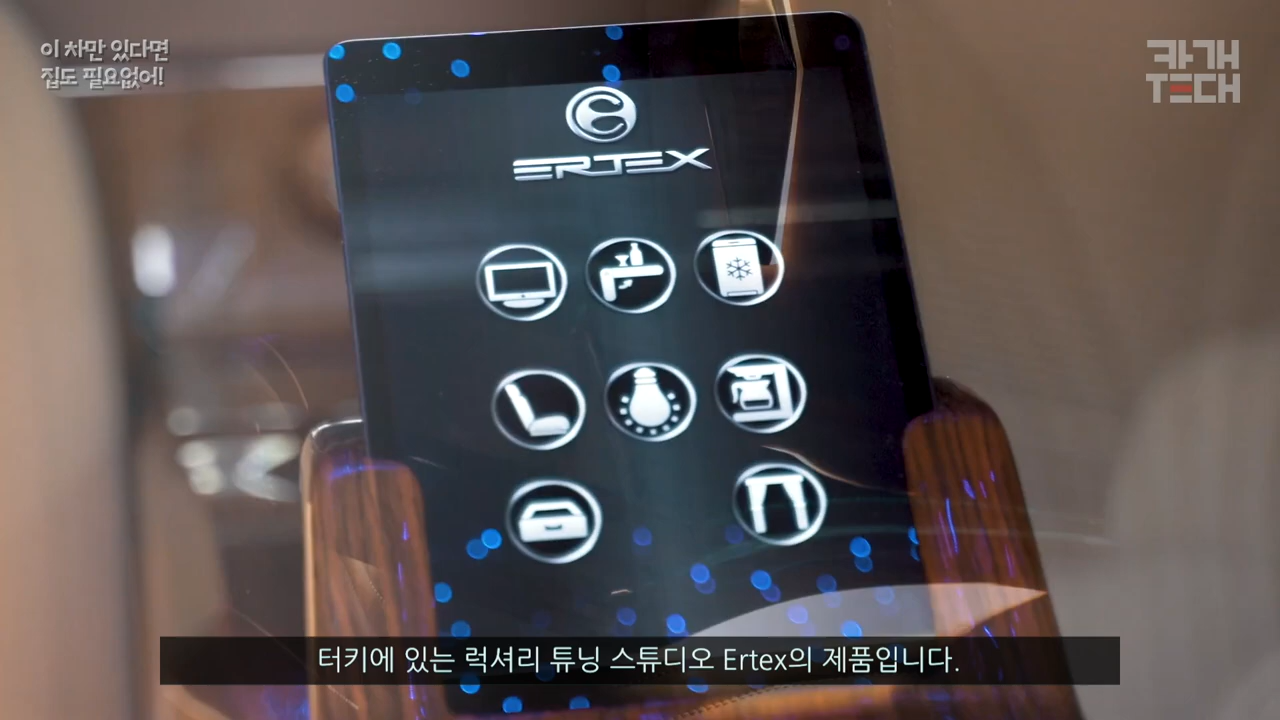 이 차만 있다면
집도 필요없어!
카개
TECH
ERTEX
터키에 있는 럭셔리 튜닝 스튜디오 Ertex의 제품입니다.